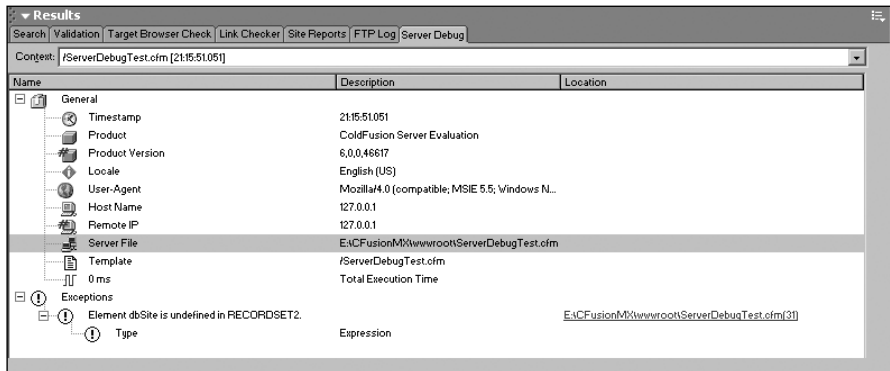 Results
Search Validation Target Browser Check Link Checker Site Reports FTP Log Server Debug
Context: /ServerDebugTest.cfm [21:15:51.051]
Name Description Location
General
Timestamp 21:15:51.051
Product ColdFusion Server Evaluation
Product Version 6,0,0,46617
Locale English (US)
User-Agent Mozilla/4.0 (compatible; MSIE 5.5; Windows N...
Host Name 127.0.0.1
Remote IP 127.0.0.1
Server File E:\CFusionMX\wwwroot\ServerDebugTest.cfm
Template /ServerDebugTest.cfm
0 ms Total Execution Time
Exceptions
Element dbSite is undefined in RECORDSET2. E:\CFusionMX\wwwroot\ServerDebugTest.cfm(31)
Type Expression